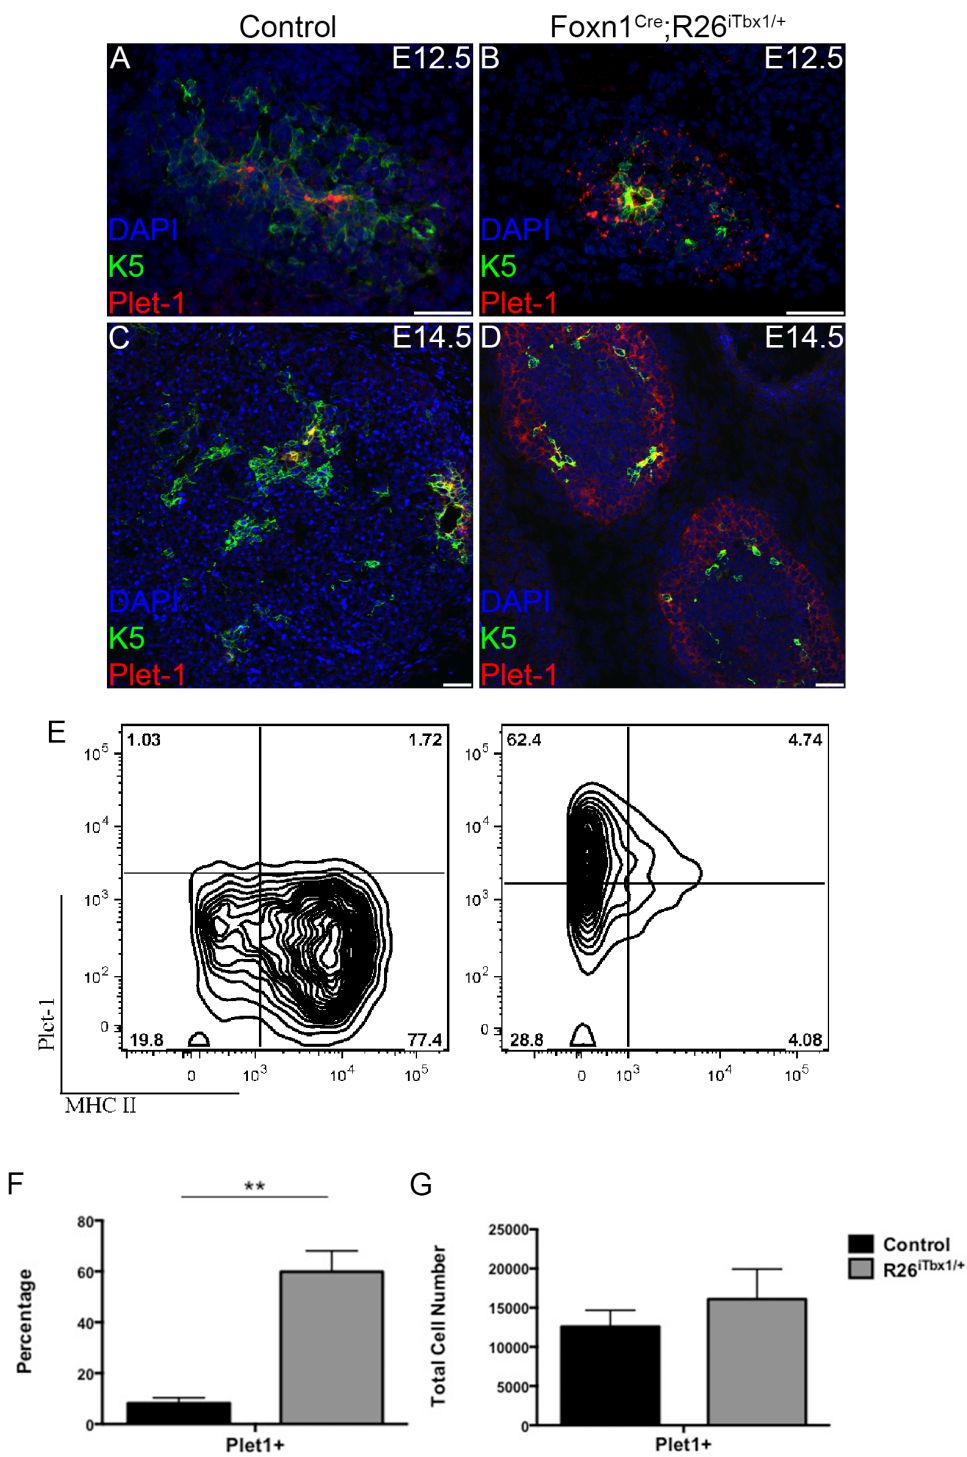 Control
Foxn1Cre;R26iTbx1/+
A E12.5
DAPI
K5
Plet-1
B E12.5
DAPI
K5
Plet-1
C E14.5
DAPI
K5
Plet-1
D E14.5
DAPI
K5
Plet-1
E
1.03 1.72
19.8 77.4
10^5
10^4
10^3
10^2
0
0 10^3 10^4 10^5
Plet-1
MHC II
62.4 4.74
28.8 4.08
10^5
10^4
10^3
10^2
0
0 10^3 10^4 10^5
F
**
Percentage
80
60
40
20
0
Plet1+
G
Total Cell Number
25000
20000
15000
10000
5000
0
Plet1+
Control
R26iTbx1/+